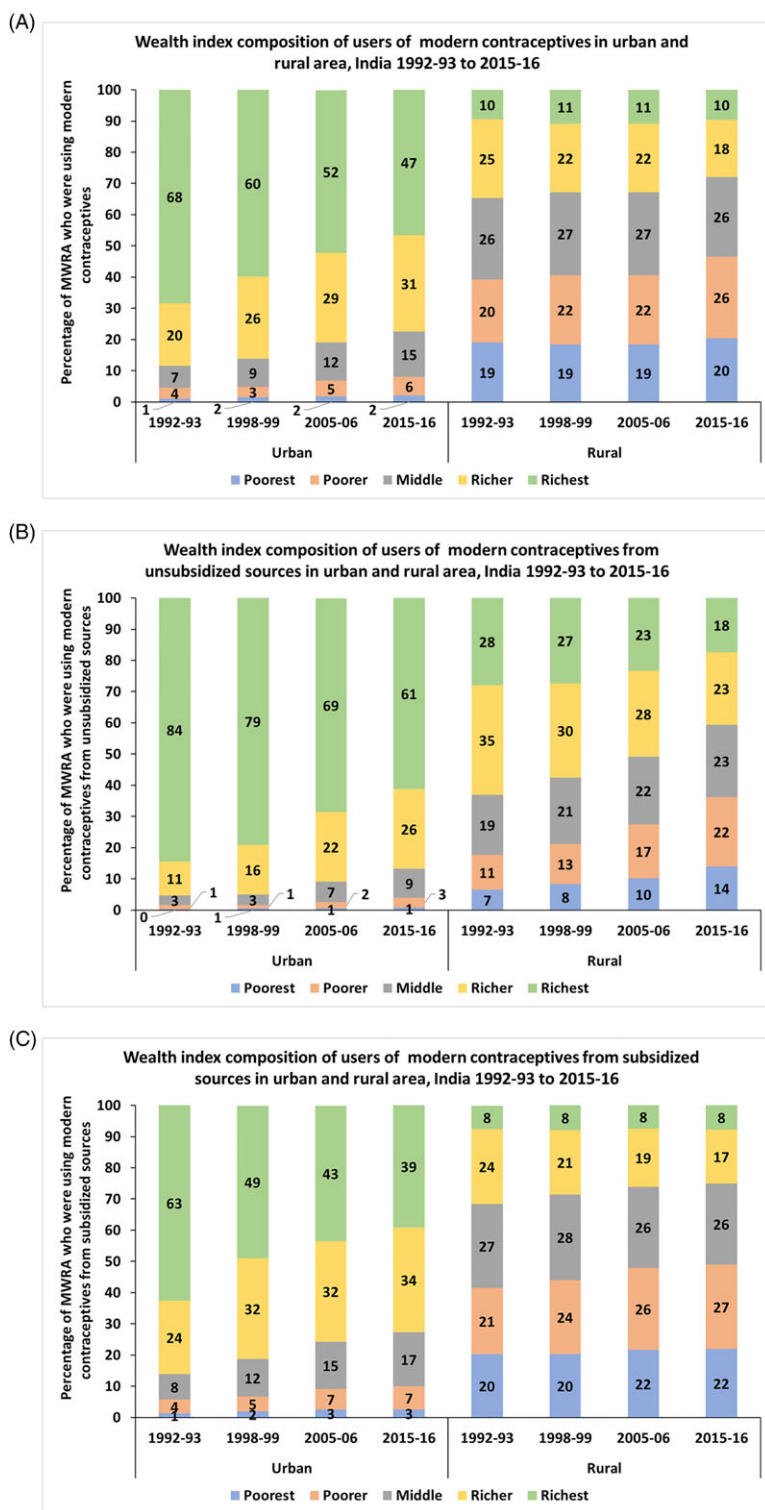 (A)
Wealth index composition of users of modern contraceptives in urban and
rural area, India 1992-93 to 2015-16
Percentage of MWRA who were using modern
contraceptives
100
90
80
70
60
50
40
30
20
10
0
68 60 52 47 10 11 11 10
20 26 29 31 25 22 22 18
7 9 12 15 26 27 27 26
4 3 5 6 20 22 22 26
1 2 2 2 19 19 19 20
1992-93 1998-99 2005-06 2015-16 1992-93 1998-99 2005-06 2015-16
Urban Rural
Poorest Poorer Middle Richer Richest
(B)
Wealth index composition of users of modern contraceptives from
unsubsidized sources in urban and rural area, India 1992-93 to 2015-16
Percentage of MWRA who were using modern
contraceptives from unsubsidized sources
100
90
80
70
60
50
40
30
20
10
0
84 79 69 61 28 27 23 18
11 16 22 26 35 30 28 23
3 3 7 9 19 21 22 23
1 1 2 3 11 13 17 22
0 1 1 1 7 8 10 14
1992-93 1998-99 2005-06 2015-16 1992-93 1998-99 2005-06 2015-16
Urban Rural
Poorest Poorer Middle Richer Richest
(C)
Wealth index composition of users of modern contraceptives from subsidized
sources in urban and rural area, India 1992-93 to 2015-16
Percentage of MWRA who were using modern
contraceptives from subsidized sources
100
90
80
70
60
50
40
30
20
10
0
63 49 43 39 8 8 8 8
24 32 32 34 24 21 19 17
8 12 15 17 27 28 26 26
4 5 7 7 21 24 26 27
1 2 3 3 20 20 22 22
1992-93 1998-99 2005-06 2015-16 1992-93 1998-99 2005-06 2015-16
Urban Rural
Poorest Poorer Middle Richer Richest